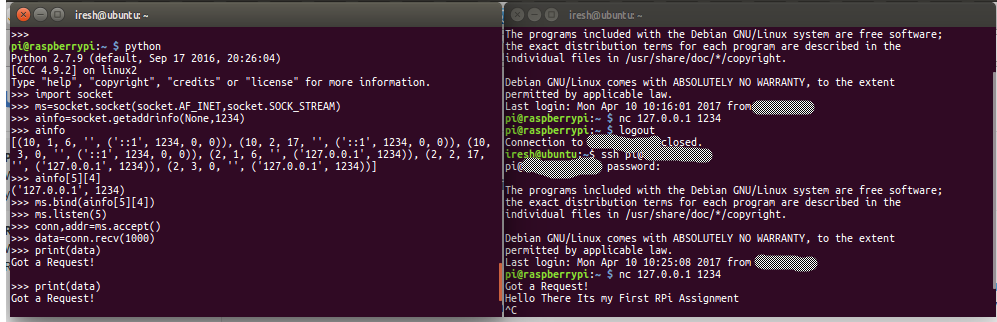 iresh@ubuntu: ~
>>>
pi@raspberrypi:~ $ python
Python 2.7.9 (default, Sep 17 2016, 20:26:04)
[GCC 4.9.2] on linux2
Type "help", "copyright", "credits" or "license" for more information.
>>> import socket
>>> ms=socket.socket(socket.AF_INET,socket.SOCK_STREAM)
>>> ainfo=socket.getaddrinfo(None,1234)
>>> ainfo
[(10, 1, 6, '', ('::1', 1234, 0, 0)), (10, 2, 17, '', ('::1', 1234, 0, 0)), (10,
 3, 0, '', ('::1', 1234, 0, 0)), (2, 1, 6, '', ('127.0.0.1', 1234)), (2, 2, 17,
'', ('127.0.0.1', 1234)), (2, 3, 0, '', ('127.0.0.1', 1234))]
>>> ainfo[5][4]
('127.0.0.1', 1234)
>>> ms.bind(ainfo[5][4])
>>> ms.listen(5)
>>> conn,addr=ms.accept()
>>> data=conn.recv(1000)
>>> print(data)
Got a Request!
>>> print(data)
Got a Request!
iresh@ubuntu: ~
The programs included with the Debian GNU/Linux system are free software;
the exact distribution terms for each program are described in the
individual files in /usr/share/doc/*/copyright.
Debian GNU/Linux comes with ABSOLUTELY NO WARRANTY, to the extent
permitted by applicable law.
Last login: Mon Apr 10 10:16:01 2017 from
pi@raspberrypi:~ $ nc 127.0.0.1 1234
pi@raspberrypi:~ $ logout
Connection to closed.
iresh@ubuntu:~$ ssh pi@
pi@ password:
The programs included with the Debian GNU/Linux system are free software;
the exact distribution terms for each program are described in the
individual files in /usr/share/doc/*/copyright.
Debian GNU/Linux comes with ABSOLUTELY NO WARRANTY, to the extent
permitted by applicable law.
Last login: Mon Apr 10 10:25:08 2017 from
pi@raspberrypi:~ $ nc 127.0.0.1 1234
Got a Request!
Hello There Its my First RPi Assignment
^C